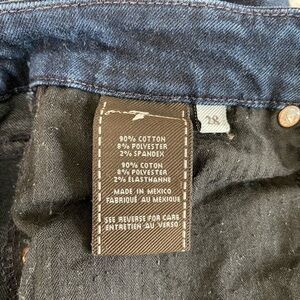 28
90% COTTON
8% POLYESTER
2% SPANDEX
90% COTON
8% POLYESTER
2% ÉLASTHANNE
MADE IN MEXICO
FABRIQUÉ AU MEXIQUE
SEE REVERSE FOR CARE
ENTRETIEN AU VERSO